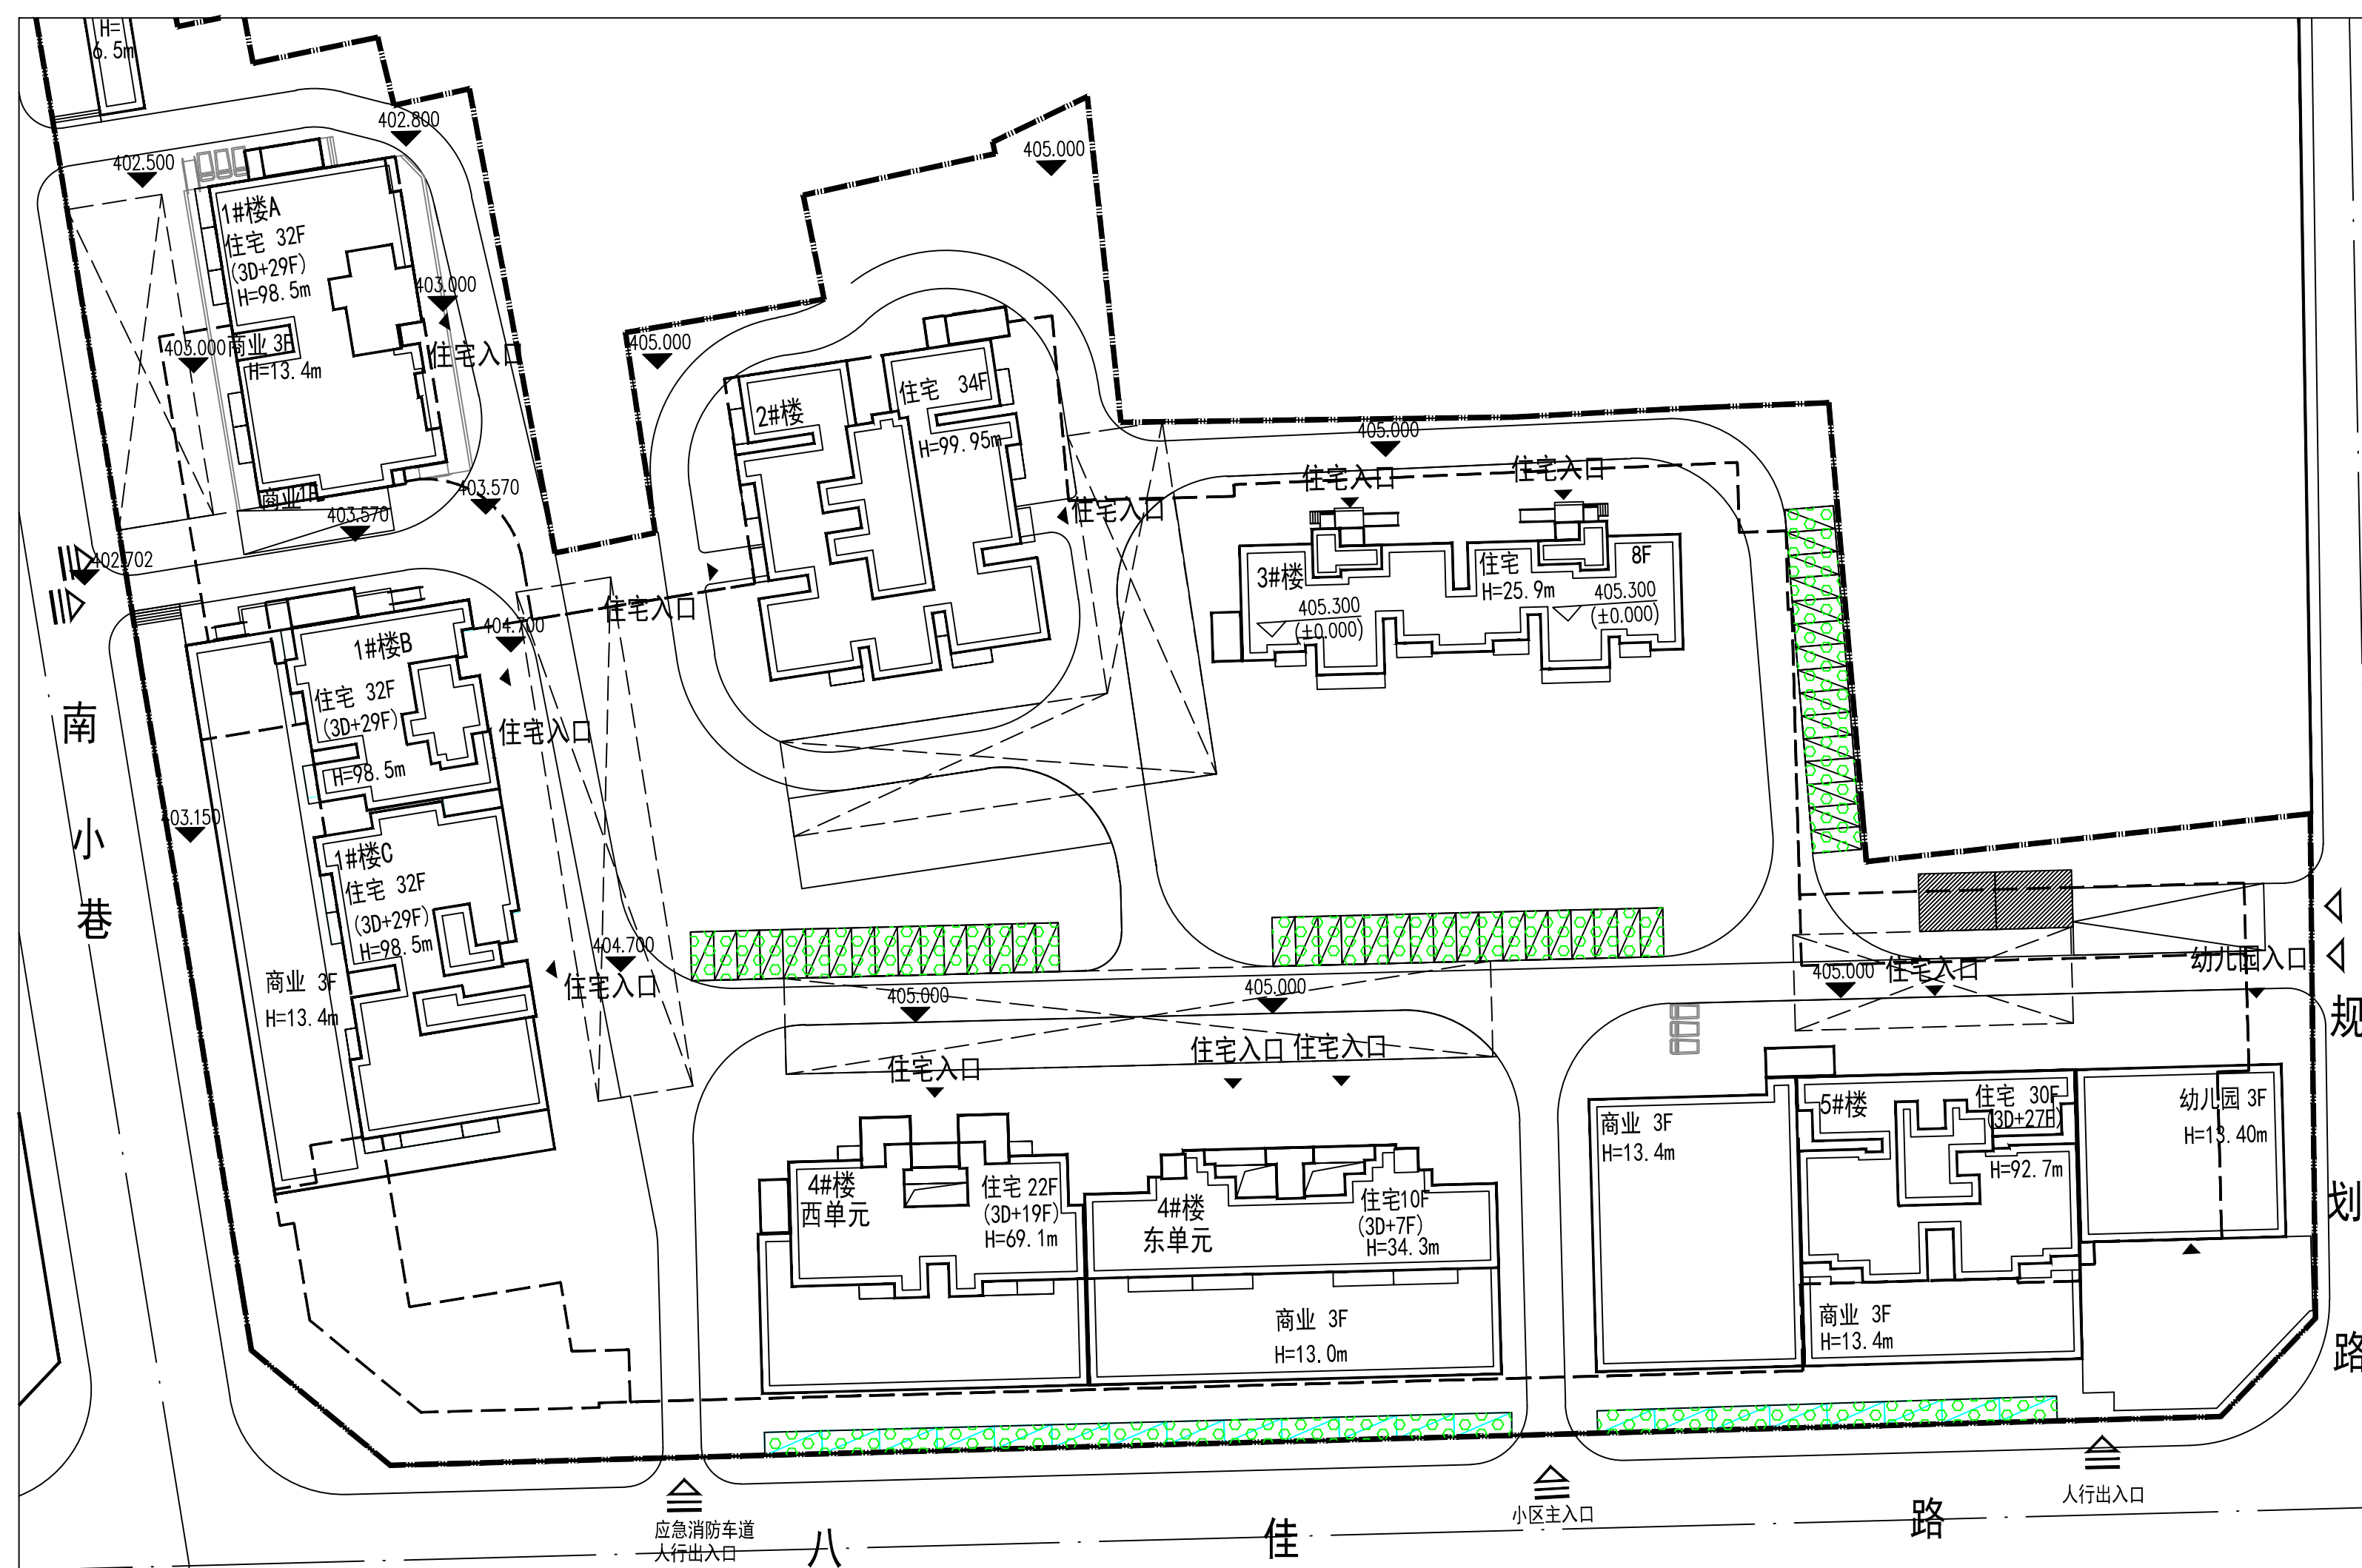 H=
6.5m
402.800
402.500
405.000
1#楼A
住宅 32F
(3D+29F)
H=98.5m
403.000
403.000
商业 3F
H=13.4m
住宅入口
405.000
2#楼
住宅 34F
H=99.95m
405.000
住宅入口
住宅入口
商业1F
403.570
403.570
住宅入口
402.702
3#楼
住宅
8F
H=25.9m
405.300
(±0.000)
405.300
(±0.000)
住宅入口
404.700
1#楼B
住宅 32F
(3D+29F)
H=98.5m
住宅入口
403.150
1#楼C
住宅 32F
(3D+29F)
H=98.5m
404.700
住宅入口
商业 3F
H=13.4m
南
小
巷
405.000
405.000
405.000
住宅入口
幼儿园入口
住宅入口
住宅入口
住宅入口
4#楼
西单元
住宅 22F
(3D+19F)
H=69.1m
4#楼
东单元
住宅10F
(3D+7F)
H=34.3m
商业 3F
H=13.0m
商业 3F
H=13.4m
5#楼
住宅 30F
(3D+27F)
H=92.7m
幼儿园 3F
H=13.40m
商业 3F
H=13.4m
规
划
路
应急消防车道
人行出入口
小区主入口
人行出入口
八
佳
路